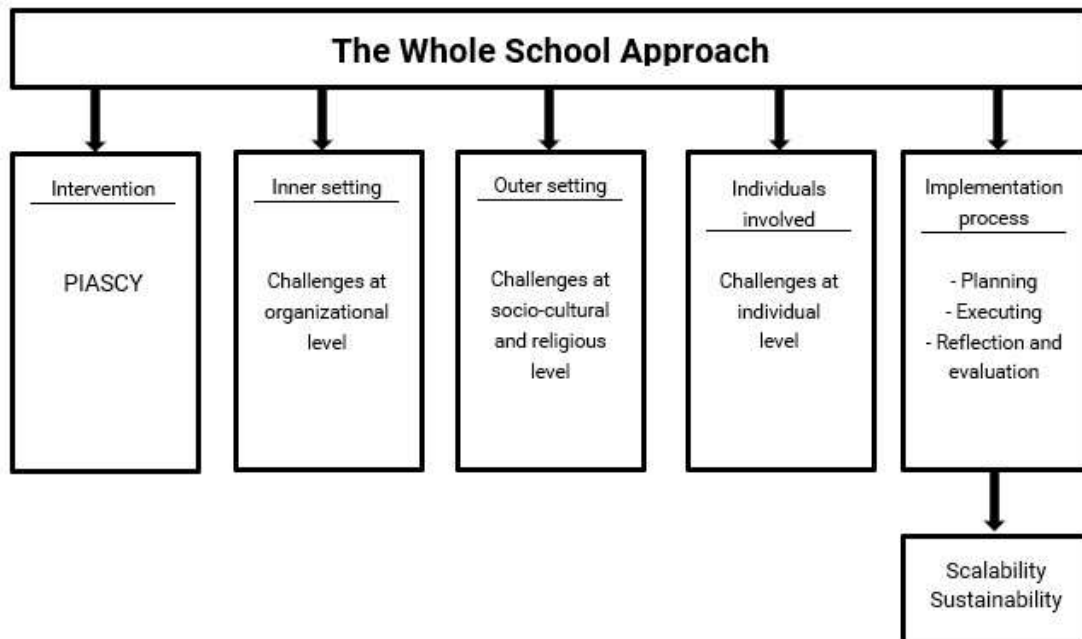 The Whole School Approach
Intervention
PIASCY
Inner setting
Challenges at
organizational
level
Outer setting
Challenges at
socio-cultural
and religious
level
Individuals
involved
Challenges at
individual
level
Implementation
process
- Planning
- Executing
- Reflection and
evaluation
Scalability
Sustainability